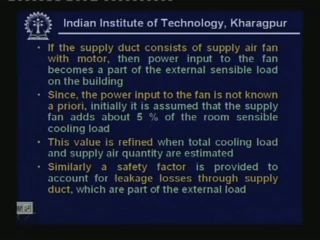 Indian Institute of Technology, Kharagpur
• If the supply duct consists of supply air fan
with motor, then power input to the fan
becomes a part of the external sensible load
on the building
• Since, the power input to the fan is not known
a priori, initially it is assumed that the supply
fan adds about 5 % of the room sensible
cooling load
• This value is refined when total cooling load
and supply air quantity are estimated
• Similarly a safety factor is provided to
account for leakage losses through supply
duct, which are part of the external load